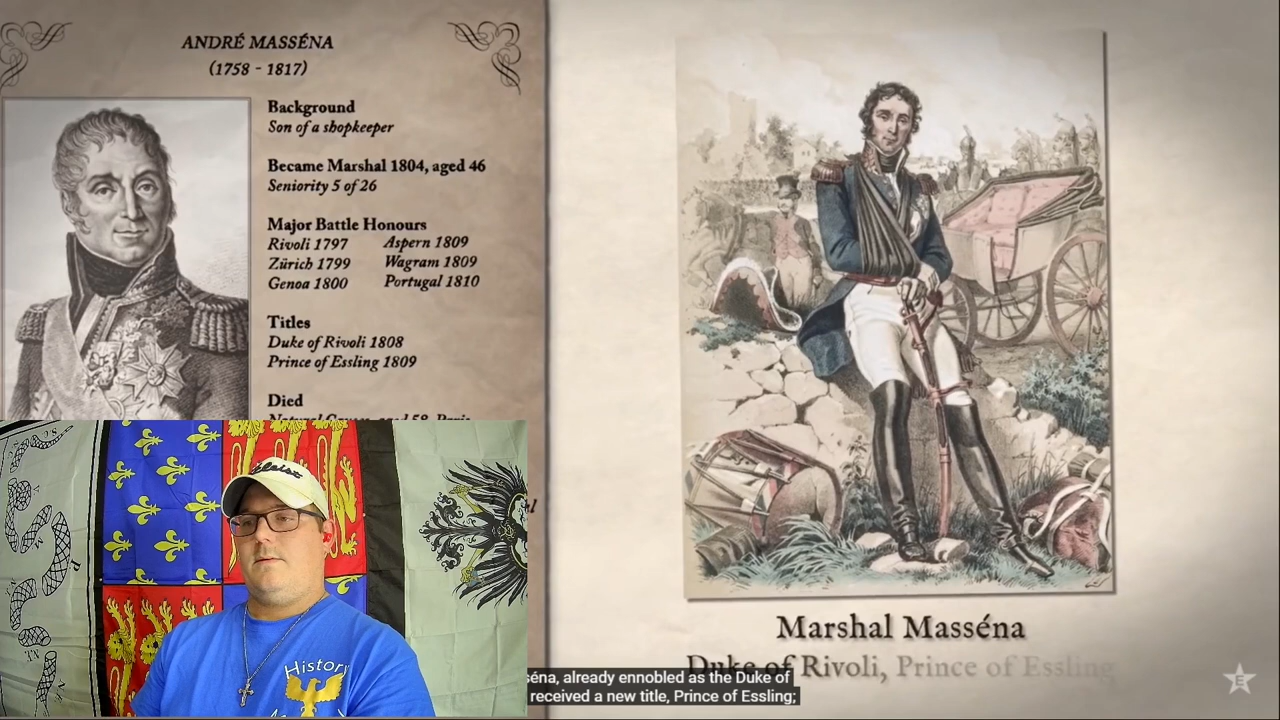 ANDRÉ MASSÉNA
(1758 - 1817)
Background
Son of a shopkeeper
Became Marshal 1804, aged 46
Seniority 5 of 26
Major Battle Honours
Rivoli 1797 Aspern 1809
Zürich 1799 Wagram 1809
Genoa 1800 Portugal 1810
Titles
Duke of Rivoli 1808
Prince of Essling 1809
Died
Marshal Masséna
Duke of Rivoli, Prince of Essling
séna, already ennobled as the Duke of
received a new title, Prince of Essling;
History
E